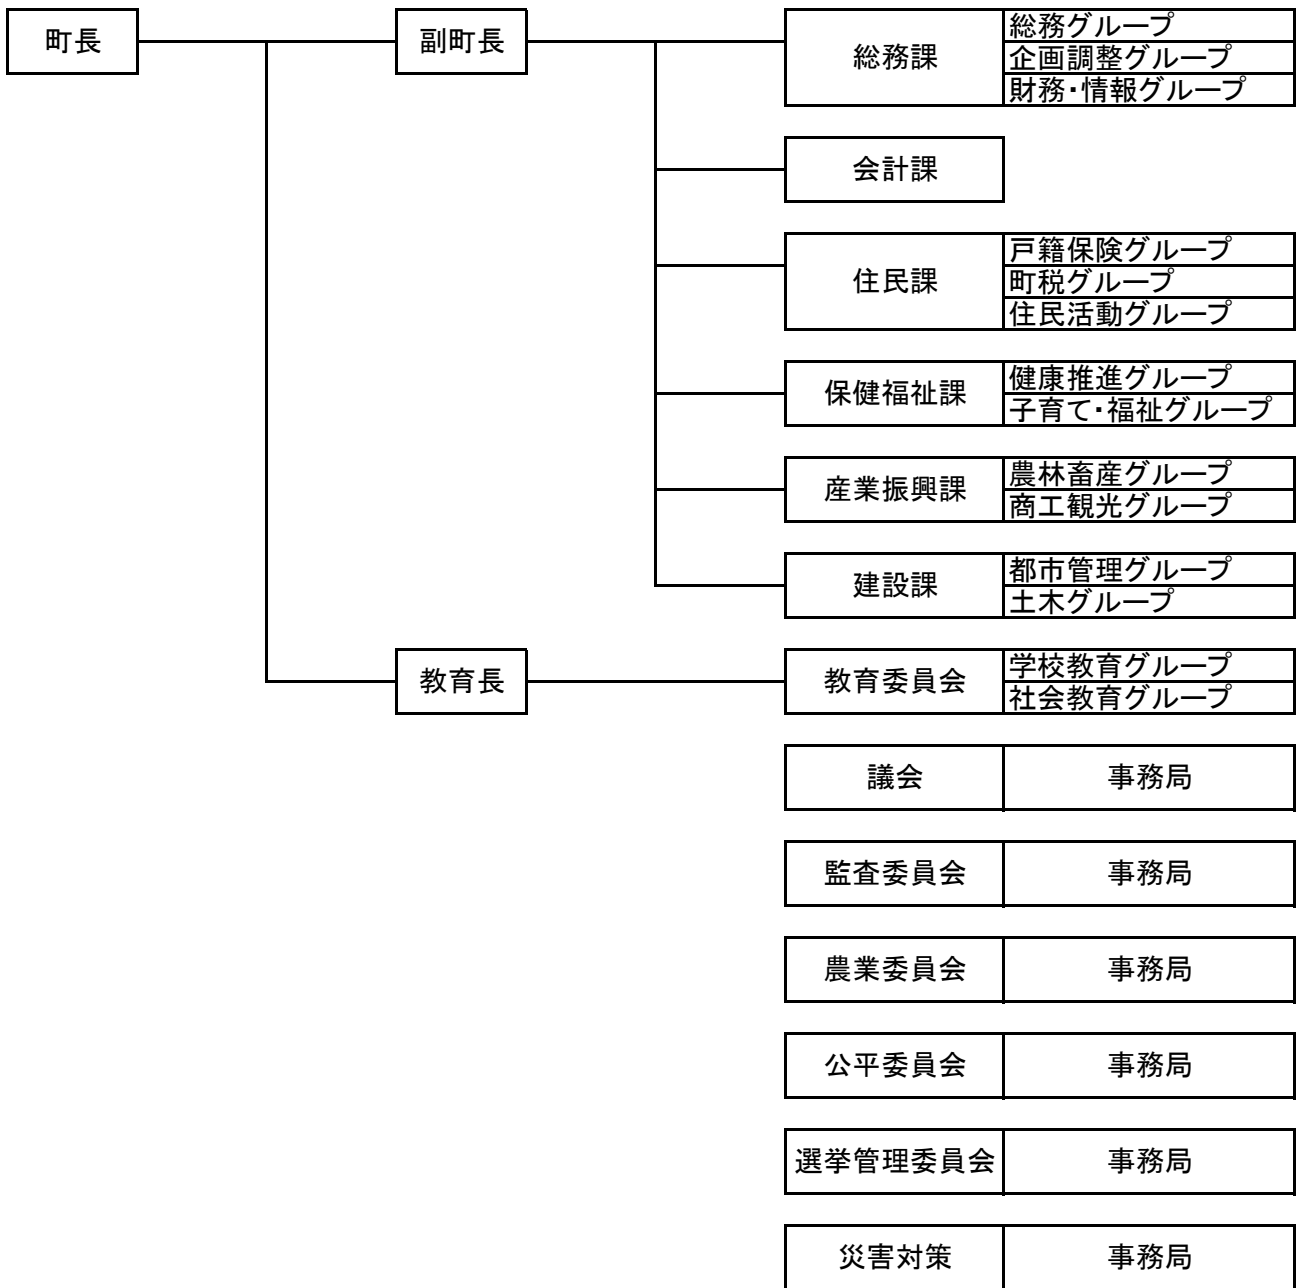 町長
副町長
総務課
総務グループ
企画調整グループ
財務・情報グループ
会計課
住民課
戸籍保険グループ
町税グループ
住民活動グループ
保健福祉課
健康推進グループ
子育て・福祉グループ
産業振興課
農林畜産グループ
商工観光グループ
建設課
都市管理グループ
土木グループ
教育長
教育委員会
学校教育グループ
社会教育グループ
議会
事務局
監査委員会
事務局
農業委員会
事務局
公平委員会
事務局
選挙管理委員会
事務局
災害対策
事務局